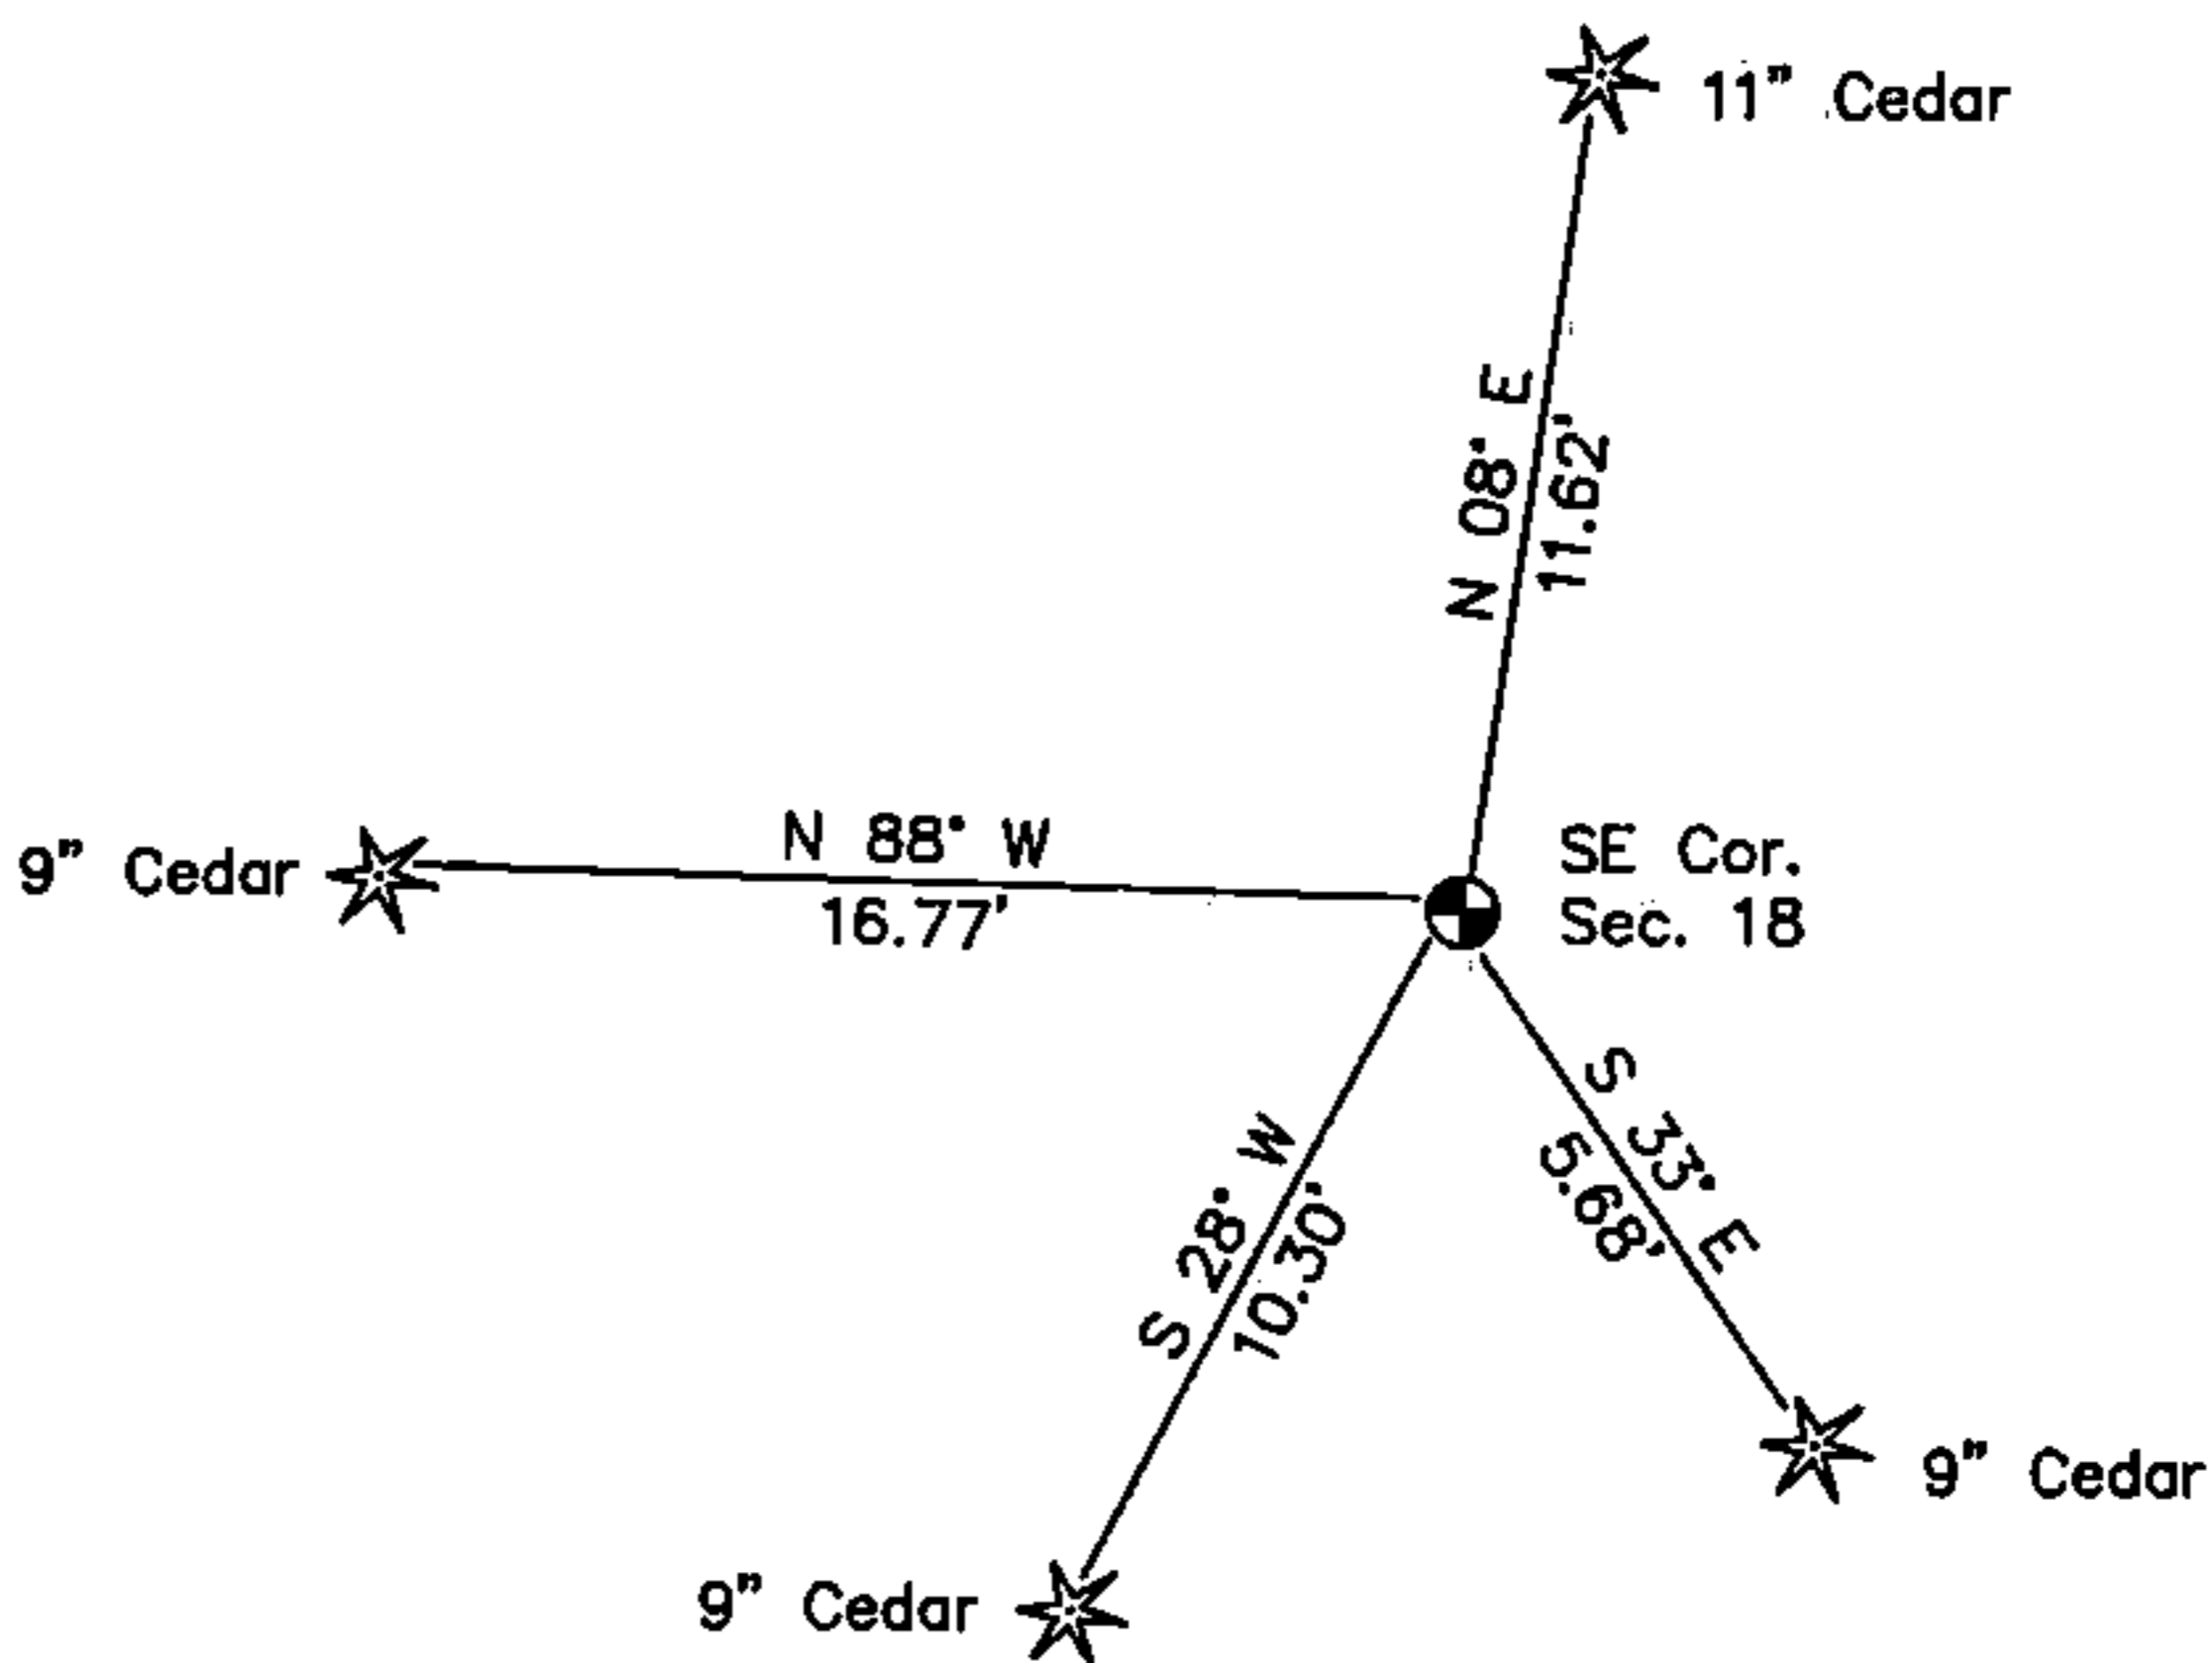 11" Cedar
N 08° E
11.62'
N 88° W
16.77'
9" Cedar
SE Cor.
Sec. 18
S 28° W
10.30'
S 33° E
5.68'
9" Cedar
9" Cedar